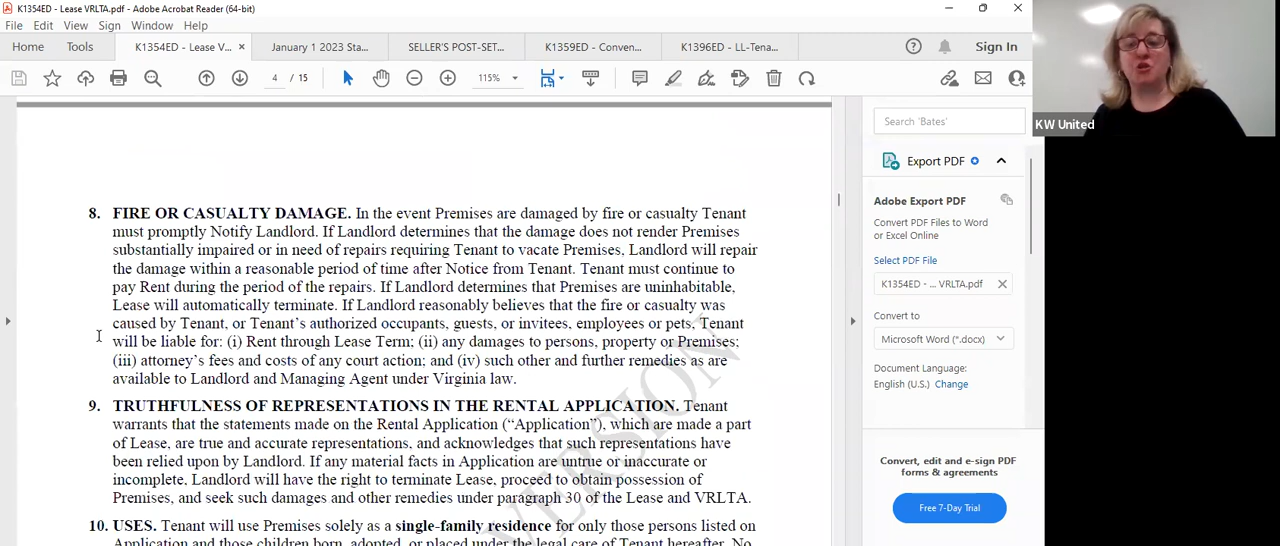 K1354ED - Lease VRLTA.pdf - Adobe Acrobat Reader (64-bit)
File Edit View Sign Window Help
Home Tools K1354ED - Lease V... × January 1 2023 Sta... SELLER'S POST-SET... K1359ED - Conven... K1396ED - LL-Tena... Sign In
4 / 15 115%
KW United
Search 'Bates'
Export PDF
Adobe Export PDF
Convert PDF Files to Word
or Excel Online
Select PDF File
K1354ED - ... VRLTA.pdf
Convert to
Microsoft Word (*.docx)
Document Language:
English (U.S.) Change
Convert, edit and e-sign PDF
forms & agreements
Free 7-Day Trial
8. FIRE OR CASUALTY DAMAGE. In the event Premises are damaged by fire or casualty Tenant
must promptly Notify Landlord. If Landlord determines that the damage does not render Premises
substantially impaired or in need of repairs requiring Tenant to vacate Premises, Landlord will repair
the damage within a reasonable period of time after Notice from Tenant. Tenant must continue to
pay Rent during the period of the repairs. If Landlord determines that Premises are uninhabitable,
Lease will automatically terminate. If Landlord reasonably believes that the fire or casualty was
caused by Tenant, or Tenant's authorized occupants, guests, or invitees, employees or pets, Tenant
will be liable for: (i) Rent through Lease Term; (ii) any damages to persons, property or Premises;
(iii) attorney's fees and costs of any court action; and (iv) such other and further remedies as are
available to Landlord and Managing Agent under Virginia law.
9. TRUTHFULNESS OF REPRESENTATIONS IN THE RENTAL APPLICATION. Tenant
warrants that the statements made on the Rental Application ("Application"), which are made a part
of Lease, are true and accurate representations, and acknowledges that such representations have
been relied upon by Landlord. If any material facts in Application are untrue or inaccurate or
incomplete, Landlord will have the right to terminate Lease, proceed to obtain possession of
Premises, and seek such damages and other remedies under paragraph 30 of the Lease and VRLTA.
10. USES. Tenant will use Premises solely as a single-family residence for only those persons listed on
Application and those children born, adopted, or placed under the legal care of Tenant hereafter. No
VERSION